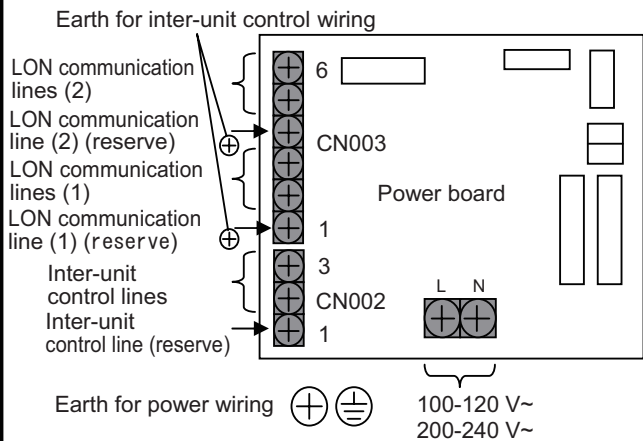 Earth for inter-unit control wiring
LON communication
lines (2)
LON communication
line (2) (reserve)
LON communication
lines (1)
LON communication
line (1) (reserve)
Inter-unit
control lines
Inter-unit
control line (reserve)
6
CN003
1
3
CN002
1
Power board
L N
Earth for power wiring
100-120 V~
200-240 V~